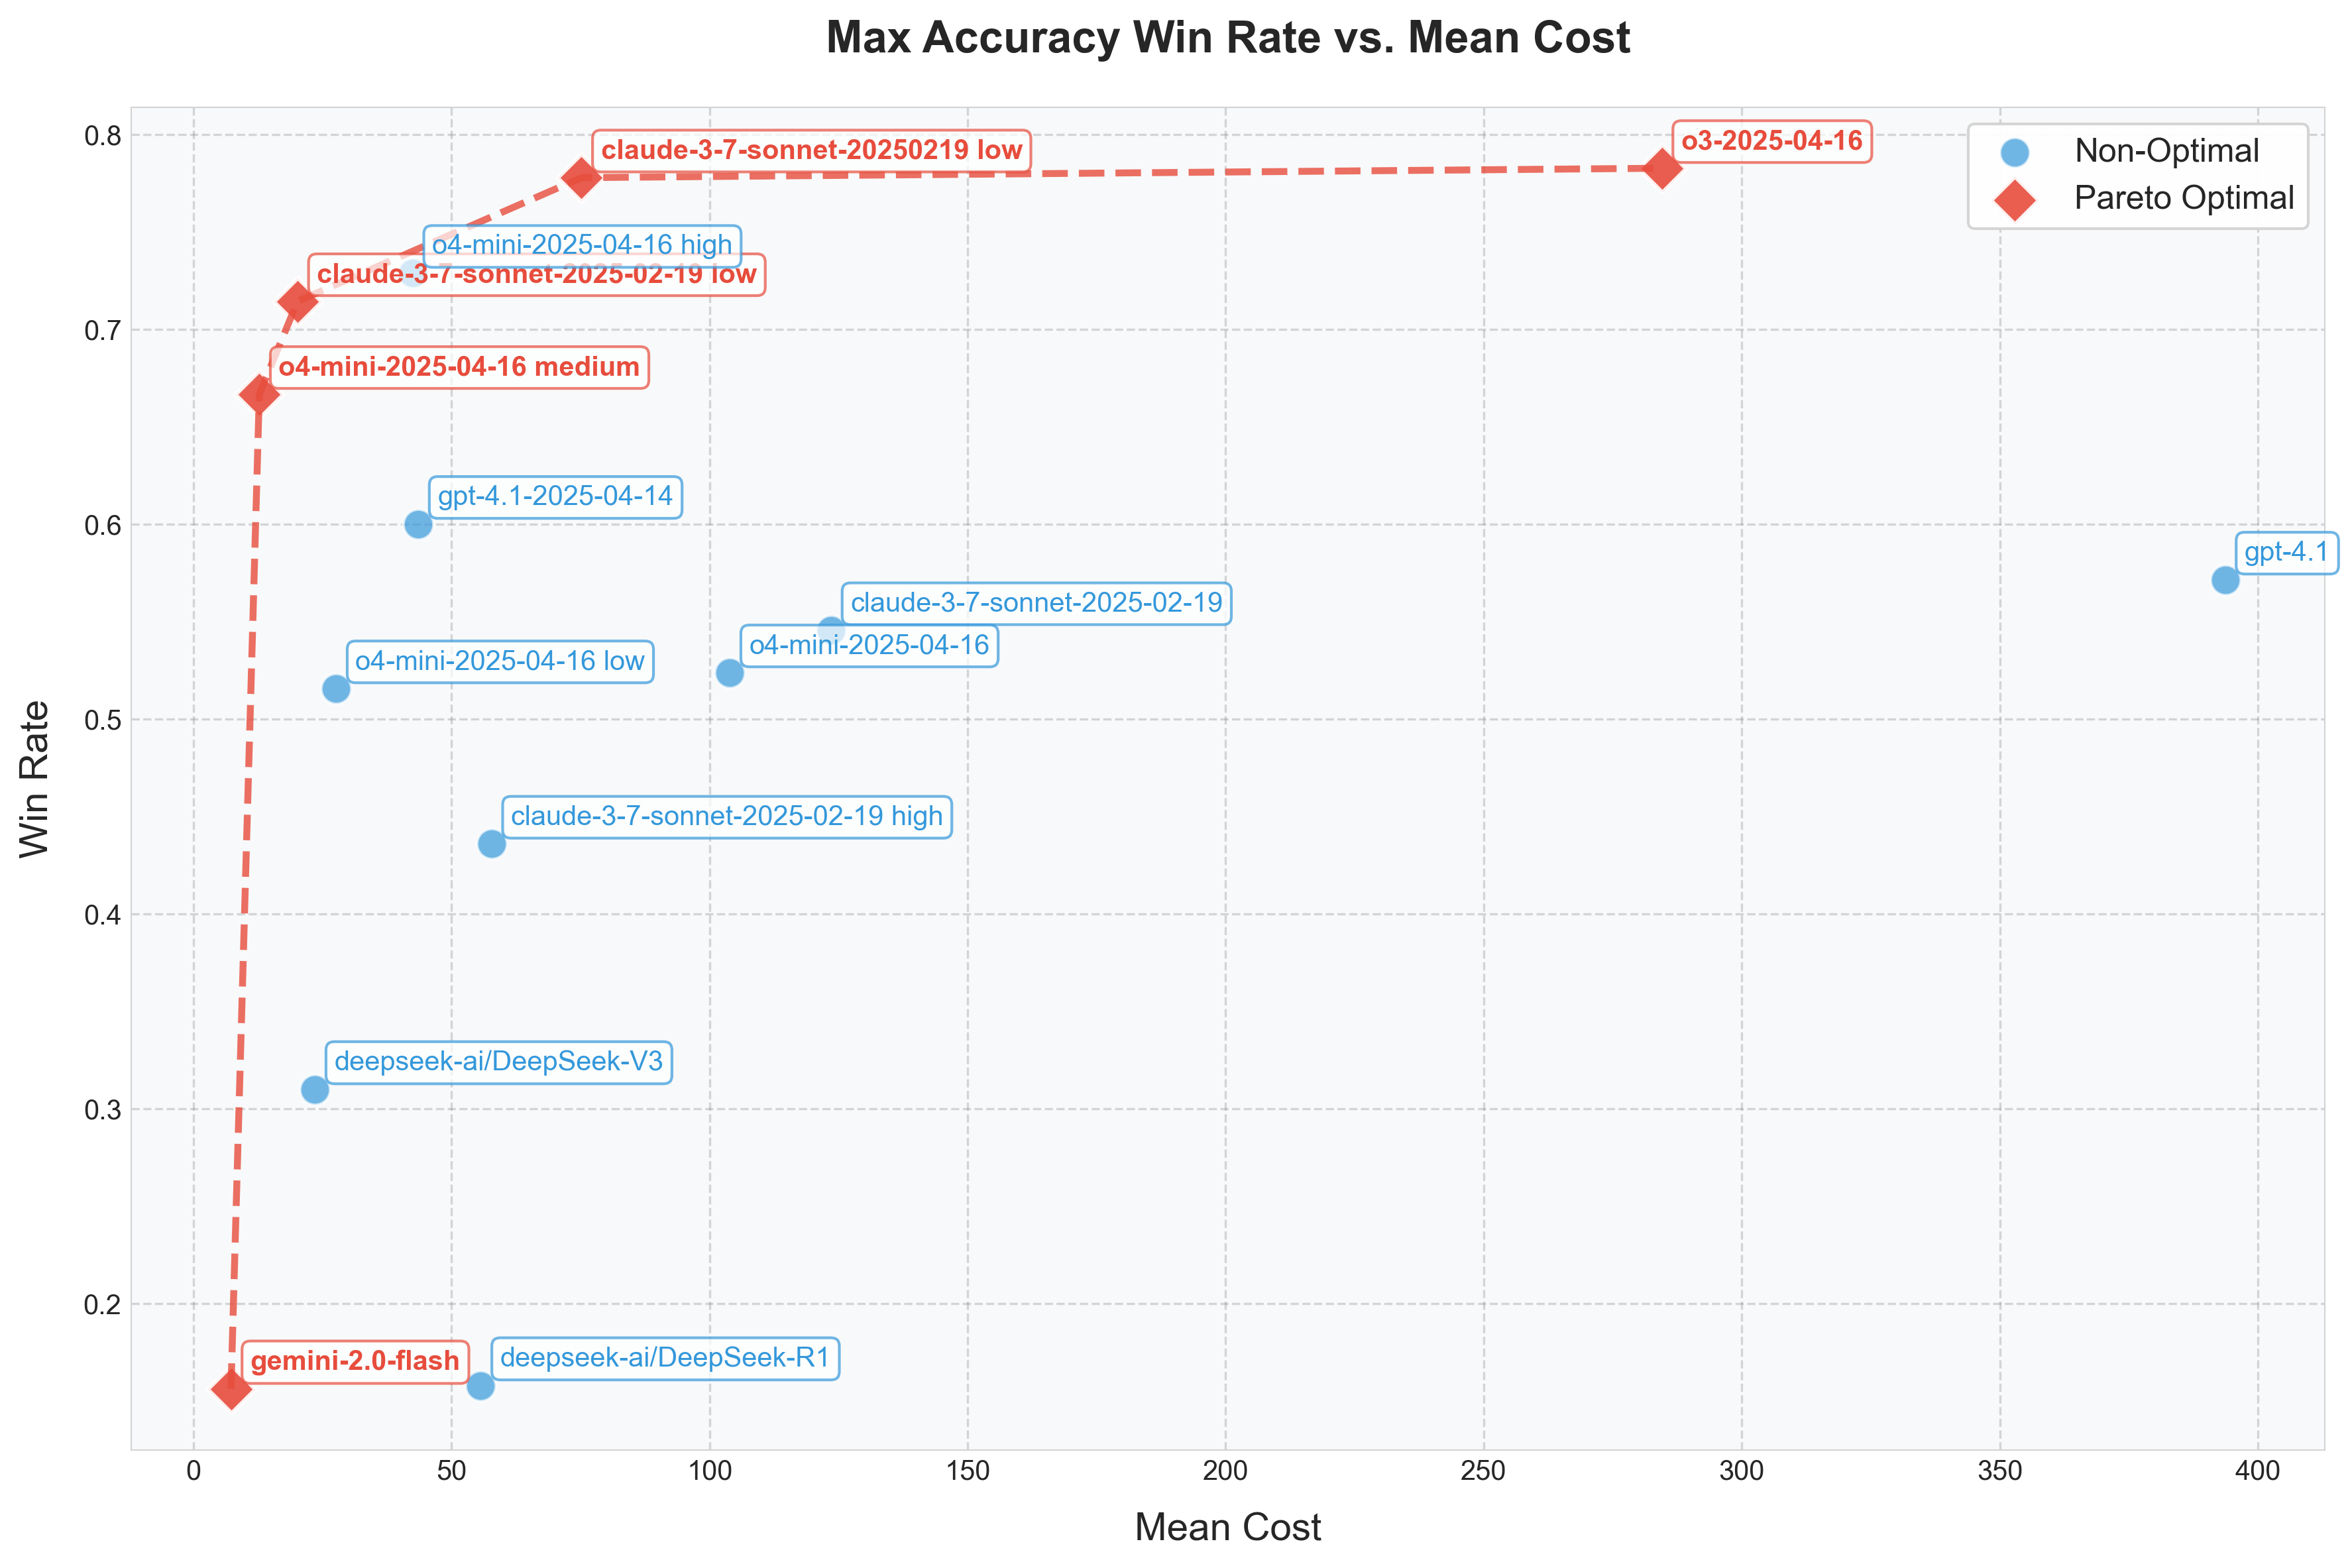 Max Accuracy Win Rate vs. Mean Cost
Non-Optimal
Pareto Optimal
claude-3-7-sonnet-20250219 low
o3-2025-04-16
o4-mini-2025-04-16 high
claude-3-7-sonnet-2025-02-19 low
o4-mini-2025-04-16 medium
gpt-4.1-2025-04-14
gpt-4.1
claude-3-7-sonnet-2025-02-19
o4-mini-2025-04-16
o4-mini-2025-04-16 low
claude-3-7-sonnet-2025-02-19 high
deepseek-ai/DeepSeek-V3
gemini-2.0-flash
deepseek-ai/DeepSeek-R1
Win Rate
0.8
0.7
0.6
0.5
0.4
0.3
0.2
0
50
100
150
200
250
300
350
400
Mean Cost